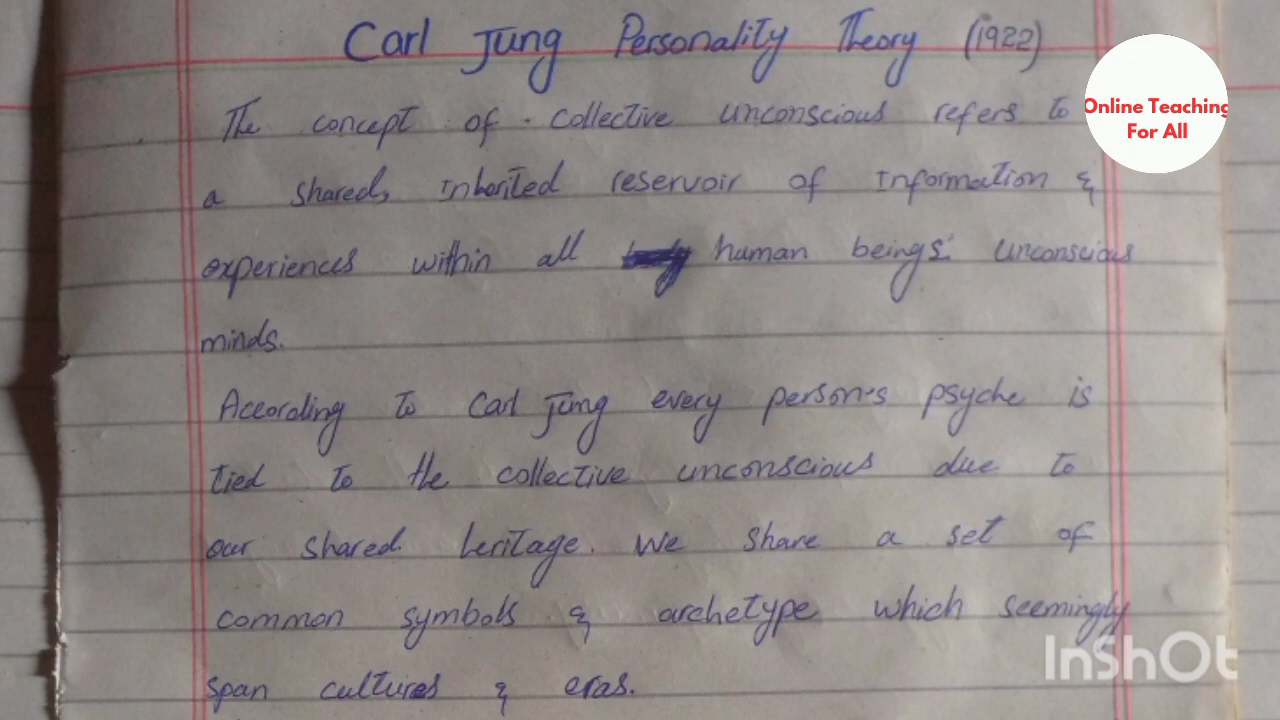 Carl Jung Personality Theory (1922)
Online Teaching
For All
The concept of collective unconscious refers to
a shared, inherited reservoir of information &
experiences within all human beings' unconscious
minds.
According to Carl Jung every person's psyche is
tied to the collective unconscious due to
our shared heritage. We share a set of
common symbols & archetype which seemingly
span cultures & eras.
InShOt